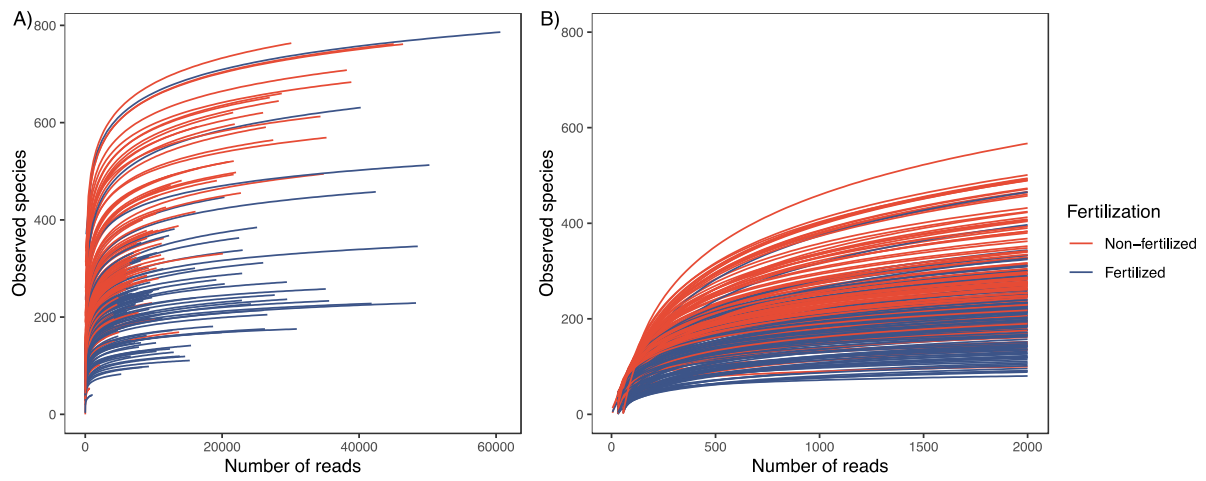 A)
800
600
400
200
0
Observed species
0
20000
40000
60000
Number of reads
B)
800
600
400
200
0
Observed species
0
500
1000
1500
2000
Number of reads
Fertilization
Non−fertilized
Fertilized